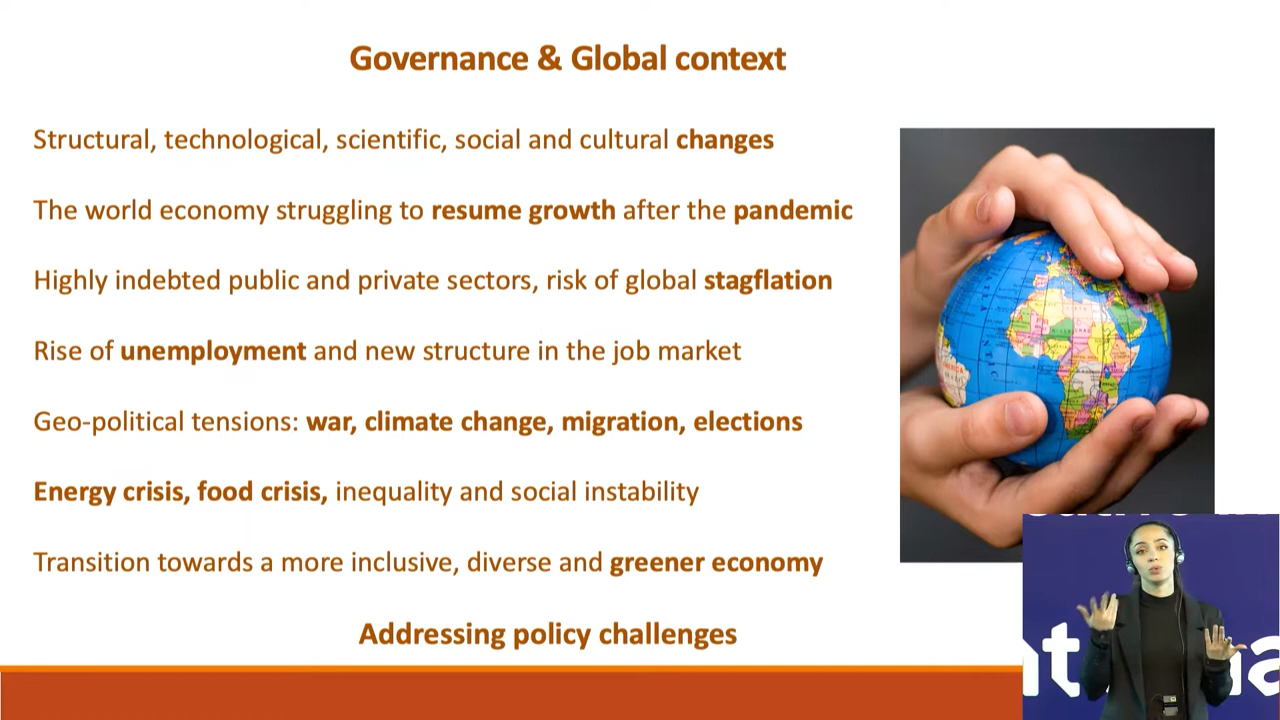 Governance & Global context
Structural, technological, scientific, social and cultural changes
The world economy struggling to resume growth after the pandemic
Highly indebted public and private sectors, risk of global stagflation
Rise of unemployment and new structure in the job market
Geo-political tensions: war, climate change, migration, elections
Energy crisis, food crisis, inequality and social instability
Transition towards a more inclusive, diverse and greener economy
Addressing policy challenges